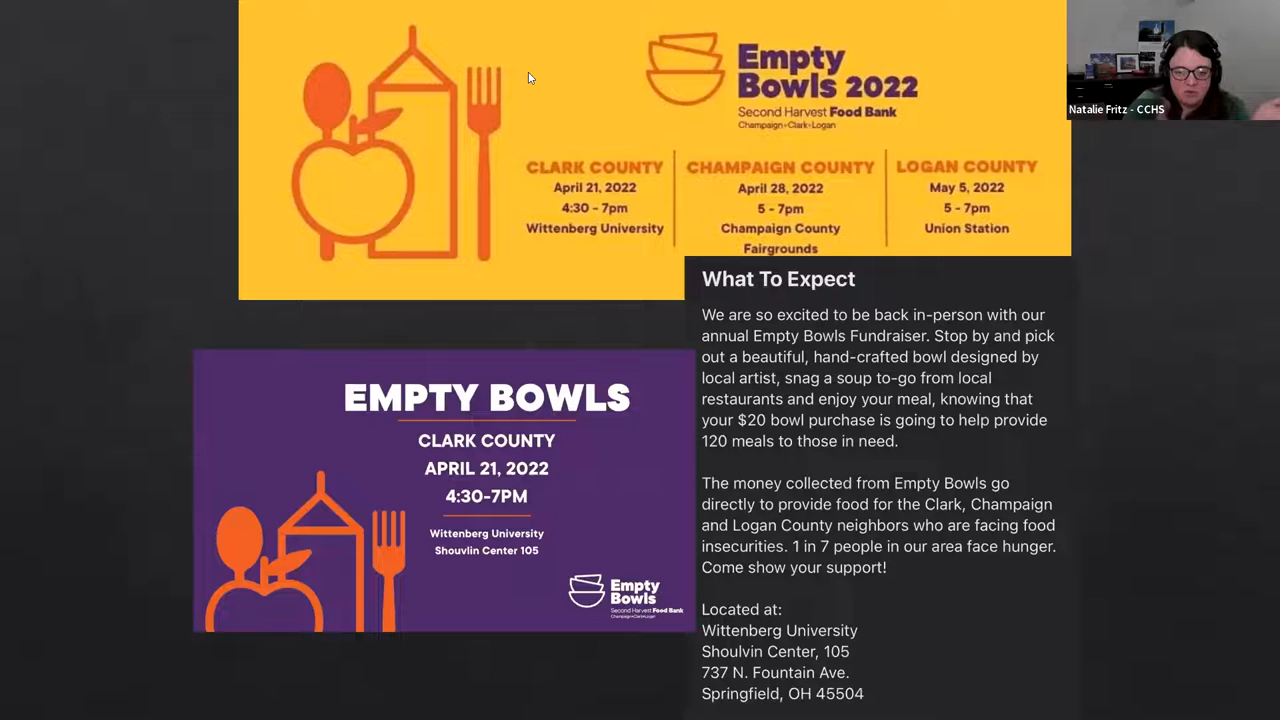 Empty
Bowls 2022
Second Harvest Food Bank
Champaign•Clark•Logan
CLARK COUNTY
April 21, 2022
4:30 - 7pm
Wittenberg University
CHAMPAIGN COUNTY
April 28, 2022
5 - 7pm
Champaign County
Fairgrounds
LOGAN COUNTY
May 5, 2022
5 - 7pm
Union Station
Natalie Fritz - CCHS
EMPTY BOWLS
CLARK COUNTY
APRIL 21, 2022
4:30-7PM
Wittenberg University
Shouvlin Center 105
Empty
Bowls
Second Harvest Food Bank
Champaign•Clark•Logan
What To Expect
We are so excited to be back in-person with our
annual Empty Bowls Fundraiser. Stop by and pick
out a beautiful, hand-crafted bowl designed by
local artist, snag a soup to-go from local
restaurants and enjoy your meal, knowing that
your $20 bowl purchase is going to help provide
120 meals to those in need.
The money collected from Empty Bowls go
directly to provide food for the Clark, Champaign
and Logan County neighbors who are facing food
insecurities. 1 in 7 people in our area face hunger.
Come show your support!
Located at:
Wittenberg University
Shoulvin Center, 105
737 N. Fountain Ave.
Springfield, OH 45504